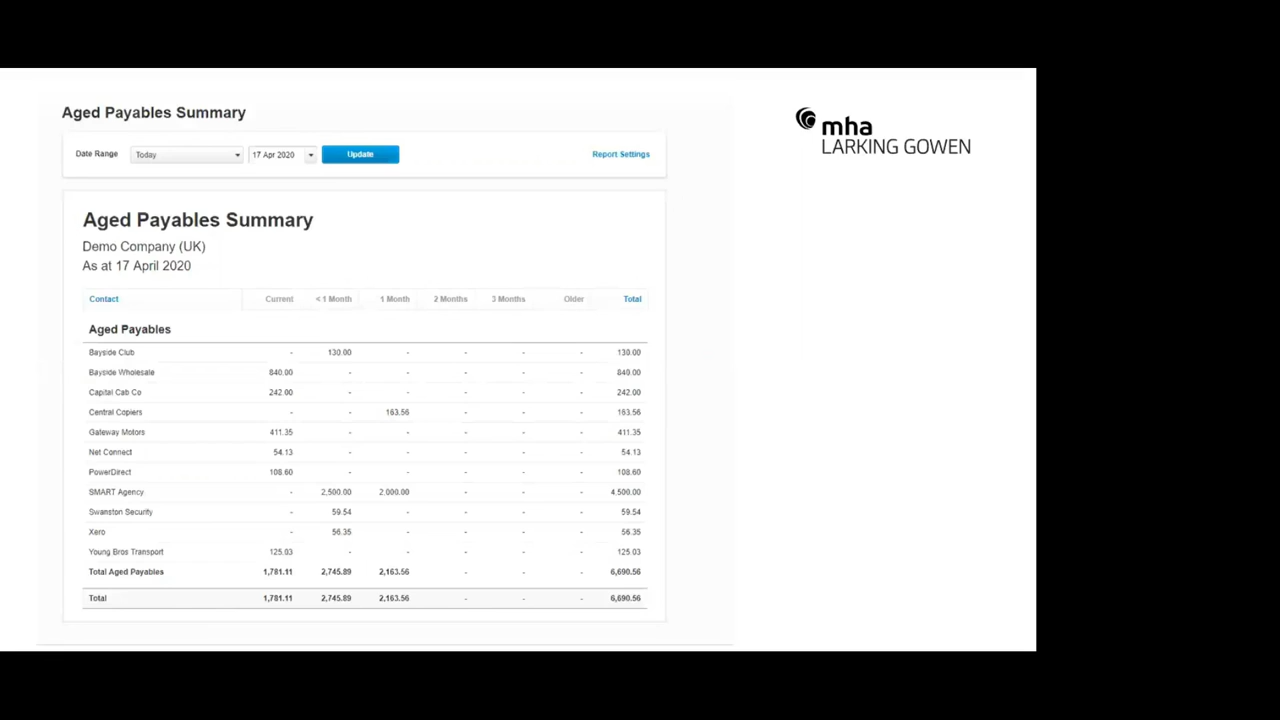 Aged Payables Summary
mha
LARKING GOWEN
Date Range Today 17 Apr 2020 Update Report Settings
Aged Payables Summary
Demo Company (UK)
As at 17 April 2020
Contact Current < 1 Month 1 Month 2 Months 3 Months Older Total
Aged Payables
Bayside Club - 130.00 - - - - 130.00
Bayside Wholesale 840.00 - - - - - 840.00
Capital Cab Co 242.00 - - - - - 242.00
Central Copiers - - 163.56 - - - 163.56
Gateway Motors 411.35 - - - - - 411.35
Net Connect 54.13 - - - - - 54.13
PowerDirect 108.60 - - - - - 108.60
SMART Agency - 2,500.00 2,000.00 - - - 4,500.00
Swanston Security - 59.54 - - - - 59.54
Xero - 56.35 - - - - 56.35
Young Bros Transport 125.03 - - - - - 125.03
Total Aged Payables 1,781.11 2,745.89 2,163.56 - - - 6,690.56
Total 1,781.11 2,745.89 2,163.56 - - - 6,690.56